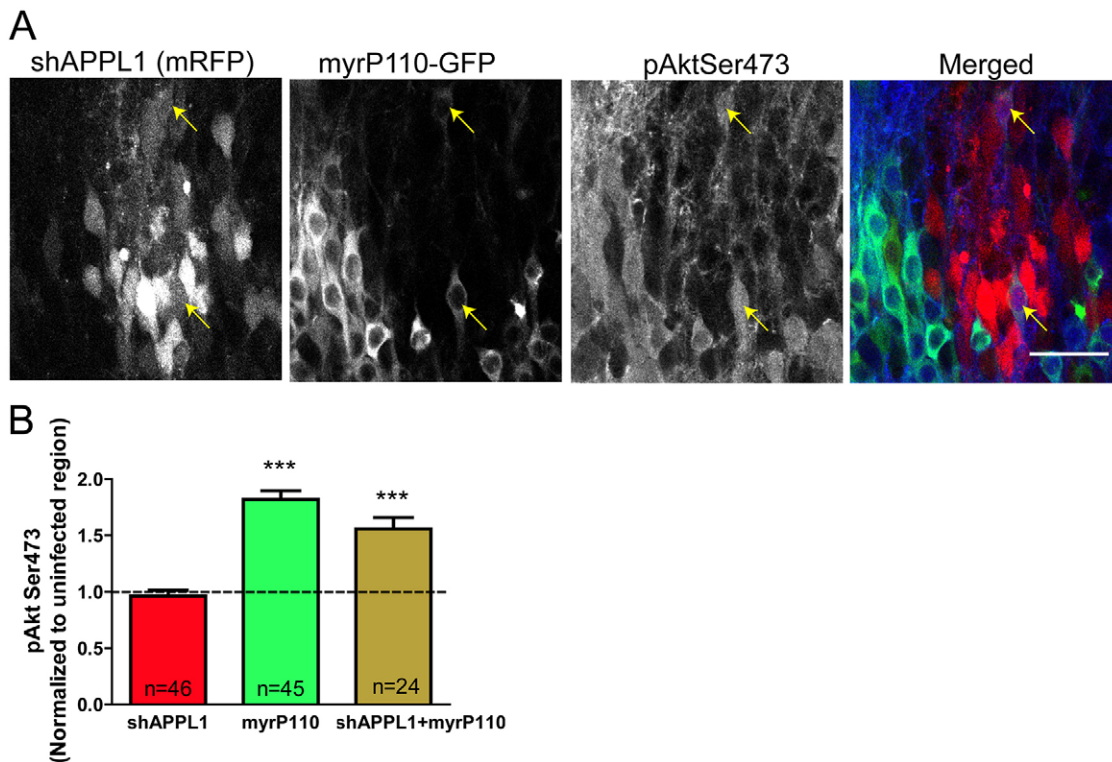 A
shAPPL1 (mRFP) myrP110-GFP pAktSer473 Merged
B
pAkt Ser473
(Normalized to uninfected region)
2.0
1.5
1.0
0.5
0.0
***
***
n=46 n=45 n=24
shAPPL1 myrP110 shAPPL1+myrP110